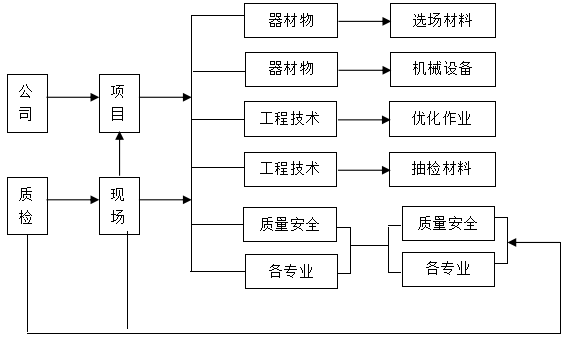 器材物
选场材料
器材物
机械设备
公司
项目
工程技术
优化作业
工程技术
抽检材料
质检
现场
质量安全
质量安全
各专业
各专业